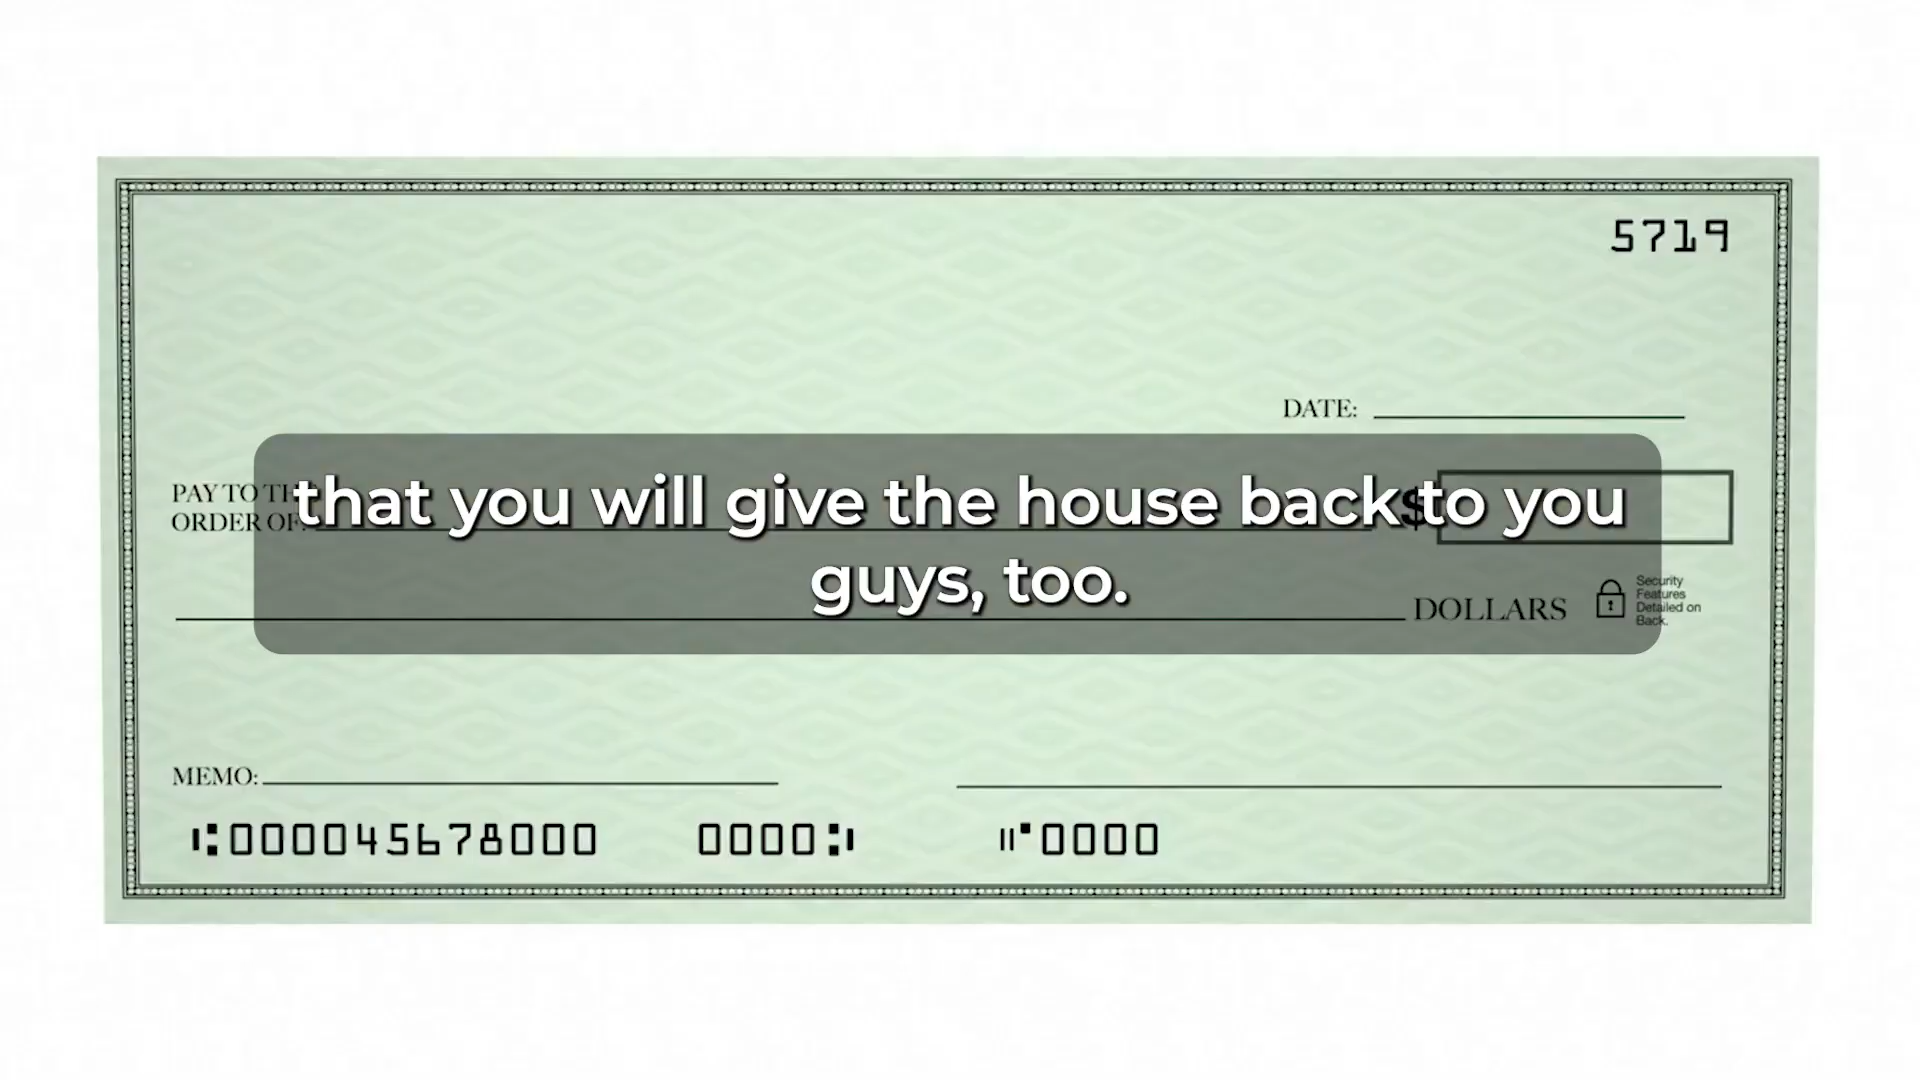 5719
DATE:
PAY TO TH
ORDER OF:
$
that you will give the house back to you
guys, too.
DOLLARS
Security
Features
Detailed on
Back.
MEMO:
000045678000 0000 0000